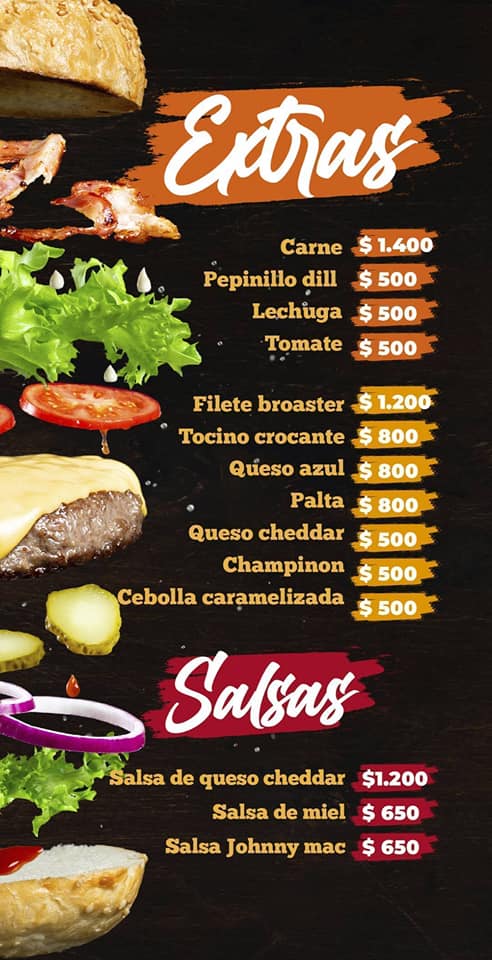 Extras
Carne $ 1.400
Pepinillo dill $ 500
Lechuga $ 500
Tomate $ 500
Filete broaster $ 1.200
Tocino crocante $ 800
Queso azul $ 800
Palta $ 800
Queso cheddar $ 500
Champinon $ 500
Cebolla caramelizada $ 500
Salsas
Salsa de queso cheddar $1.200
Salsa de miel $ 650
Salsa Johnny mac $ 650